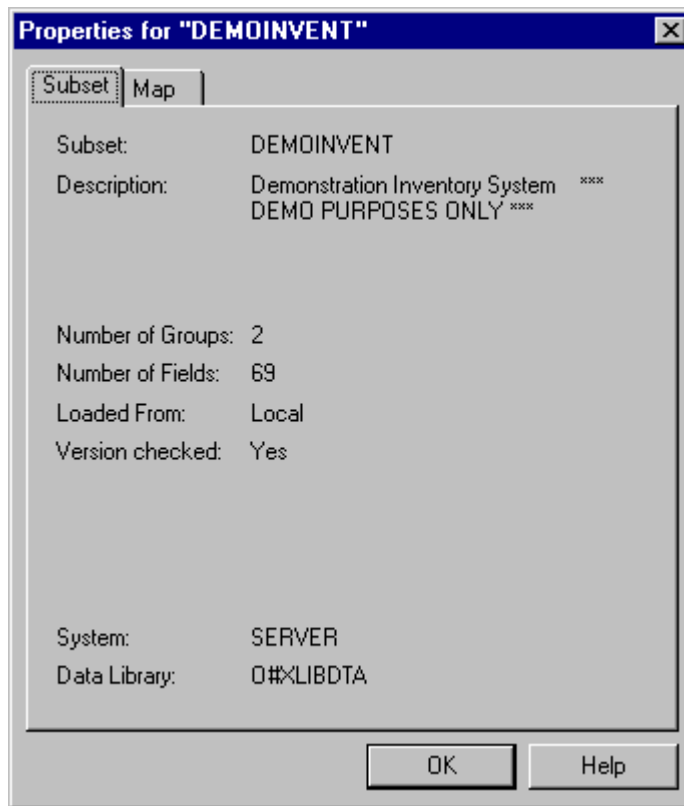 Properties for "DEMOINVENT"
Subset Map
Subset: DEMOINVENT
Description: Demonstration Inventory System ***
DEMO PURPOSES ONLY ***
Number of Groups: 2
Number of Fields: 69
Loaded From: Local
Version checked: Yes
System: SERVER
Data Library: O#XLIBDTA
OK Help